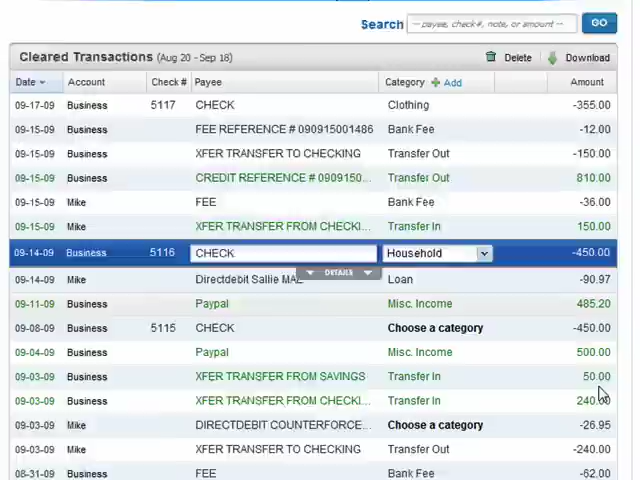 Search -- payee, check#, note, or amount -- GO
Cleared Transactions (Aug 20 - Sep 18) Delete Download
Date Account Check # Payee Category Add Amount
09-17-09 Business 5117 CHECK Clothing -355.00
09-15-09 Business FEE REFERENCE # 090915001486 Bank Fee -12.00
09-15-09 Business XFER TRANSFER TO CHECKING Transfer Out -150.00
09-15-09 Business CREDIT REFERENCE # 0909150... Transfer Out 810.00
09-15-09 Mike FEE Bank Fee -36.00
09-15-09 Mike XFER TRANSFER FROM CHECKI... Transfer In 150.00
09-14-09 Business 5116 CHECK Household -450.00
DETAILS
09-14-09 Mike Directdebit Sallie MAE Loan -90.97
09-11-09 Business Paypal Misc. Income 485.20
09-08-09 Business 5115 CHECK Choose a category -450.00
09-04-09 Business Paypal Misc. Income 500.00
09-03-09 Business XFER TRANSFER FROM SAVINGS Transfer In 50.00
09-03-09 Business XFER TRANSFER FROM CHECKI... Transfer In 240.00
09-03-09 Mike DIRECTDEBIT COUNTERFORCE... Choose a category -26.95
09-03-09 Mike XFER TRANSFER TO CHECKING Transfer Out -240.00
08-31-09 Business FEE Bank Fee -62.00